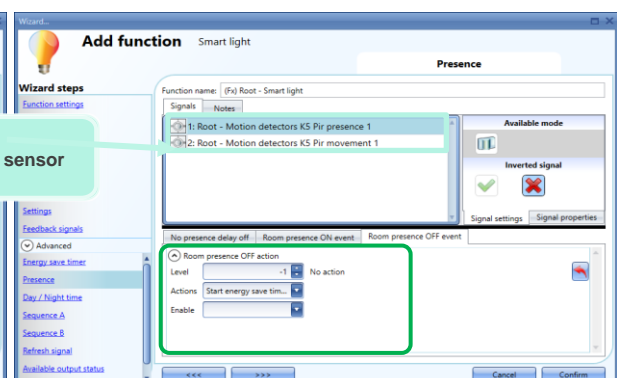 Wizard...
Add function Smart light
Presence
Wizard steps
Function settings
sensor
Settings
Feedback signals
Advanced
Energy save timer
Presence
Day / Night time
Sequence A
Sequence B
Refresh signal
Available output status
Function name: (Fx) Root - Smart light
Signals Notes
1: Root - Motion detectors K5 Pir presence 1
2: Root - Motion detectors K5 Pir movement 1
Available mode
Inverted signal
Signal settings Signal properties
No presence delay off Room presence ON event Room presence OFF event
Room presence OFF action
Level -1 No action
Actions Start energy save tim...
Enable
<<< >>> Cancel Confirm